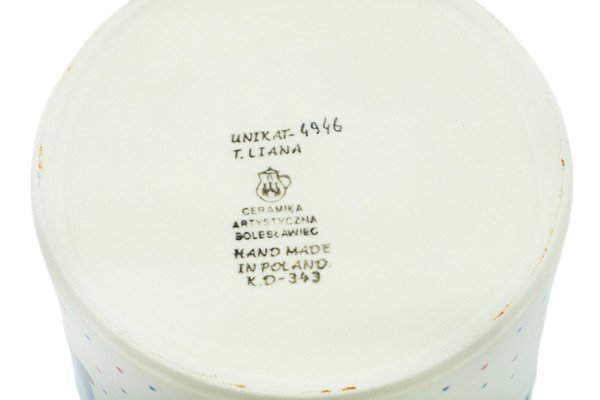 UNIKAT-4946
T. LIANA
CERAMIKA
ARTYSTYCZNA
BOLESŁAWIEC
HAND MADE
IN POLAND.
K.D-343